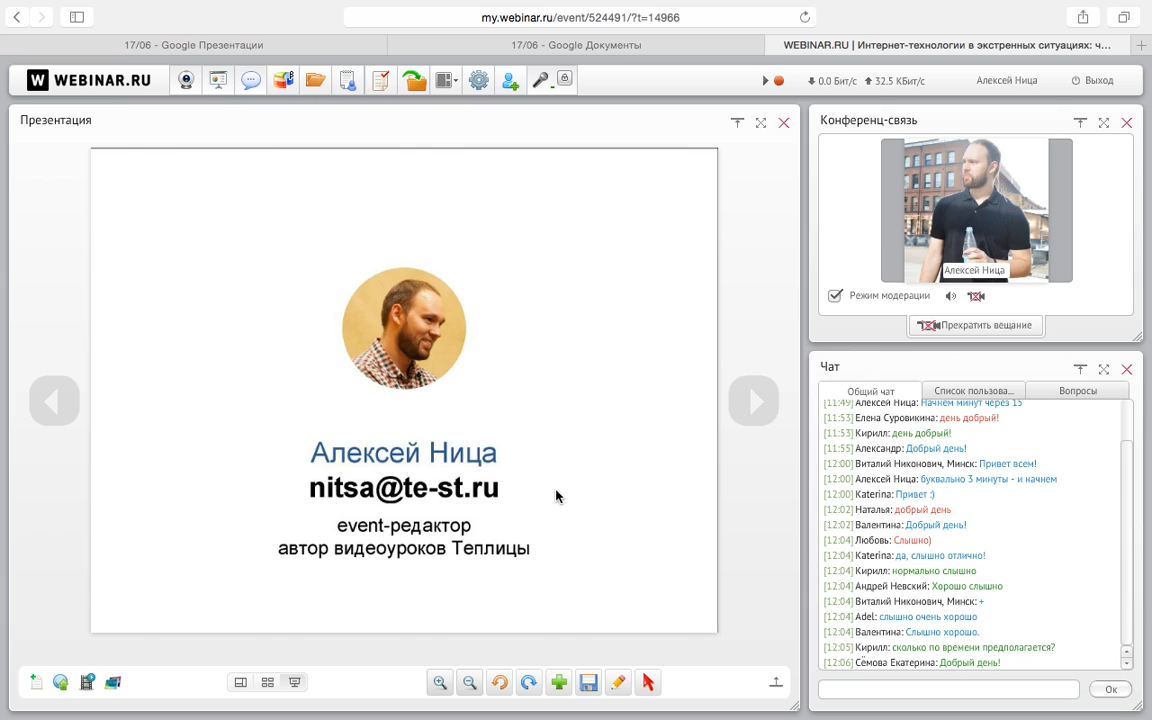 my.webinar.ru/event/524491/?t=14966
17/06 - Google Презентации
17/06 - Google Документы
WEBINAR.RU | Интернет-технологии в экстренных ситуациях: ч...
W WEBINAR.RU
0.0 Бит/с 32.5 КБит/с
Алексей Ница
Выход
Презентация
Алексей Ница
nitsa@te-st.ru
event-редактор
автор видеоуроков Теплицы
Конференц-связь
Алексей Ница
Режим модерации
Прекратить вещание
Чат
Общий чат
Список пользова...
Вопросы
[11:49] Алексей Ница: Начнем минут через 15
[11:53] Елена Суровикина: день добрый!
[11:53] Кирилл: день добрый!
[11:55] Александр: Добрый день!
[12:00] Виталий Никонович, Минск: Привет всем!
[12:00] Алексей Ница: буквально 3 минуты - и начнем
[12:00] Katerina: Привет :)
[12:02] Наталья: добрый день
[12:02] Валентина: Добрый день!
[12:04] Любовь: Слышно)
[12:04] Katerina: да, слышно отлично!
[12:04] Кирилл: нормально слышно
[12:04] Андрей Невский: Хорошо слышно
[12:04] Виталий Никонович, Минск: +
[12:04] Adel: слышно очень хорошо
[12:04] Валентина: Слышно хорошо.
[12:05] Кирилл: сколько по времени предполагается?
[12:06] Сёмова Екатерина: Добрый день!
Ок